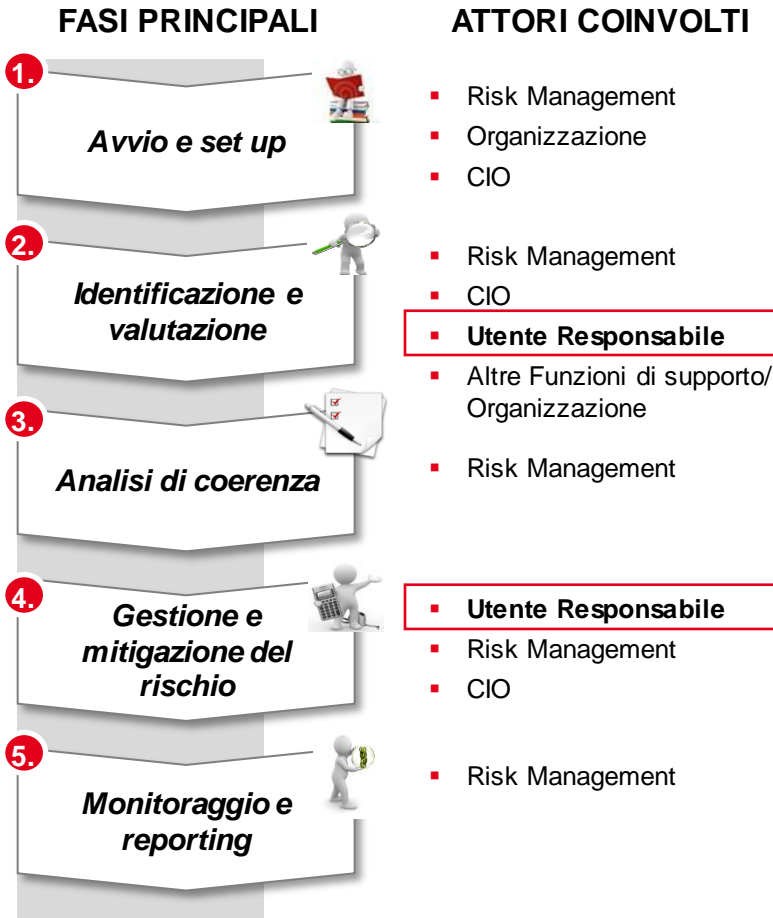 FASI PRINCIPALI
ATTORI COINVOLTI
1.
Avvio e set up
Risk Management
Organizzazione
CIO
2.
Identificazione e
valutazione
Risk Management
CIO
Utente Responsabile
Altre Funzioni di supporto/
Organizzazione
3.
Analisi di coerenza
Risk Management
4.
Gestione e
mitigazione del
rischio
Utente Responsabile
Risk Management
CIO
5.
Monitoraggio e
reporting
Risk Management